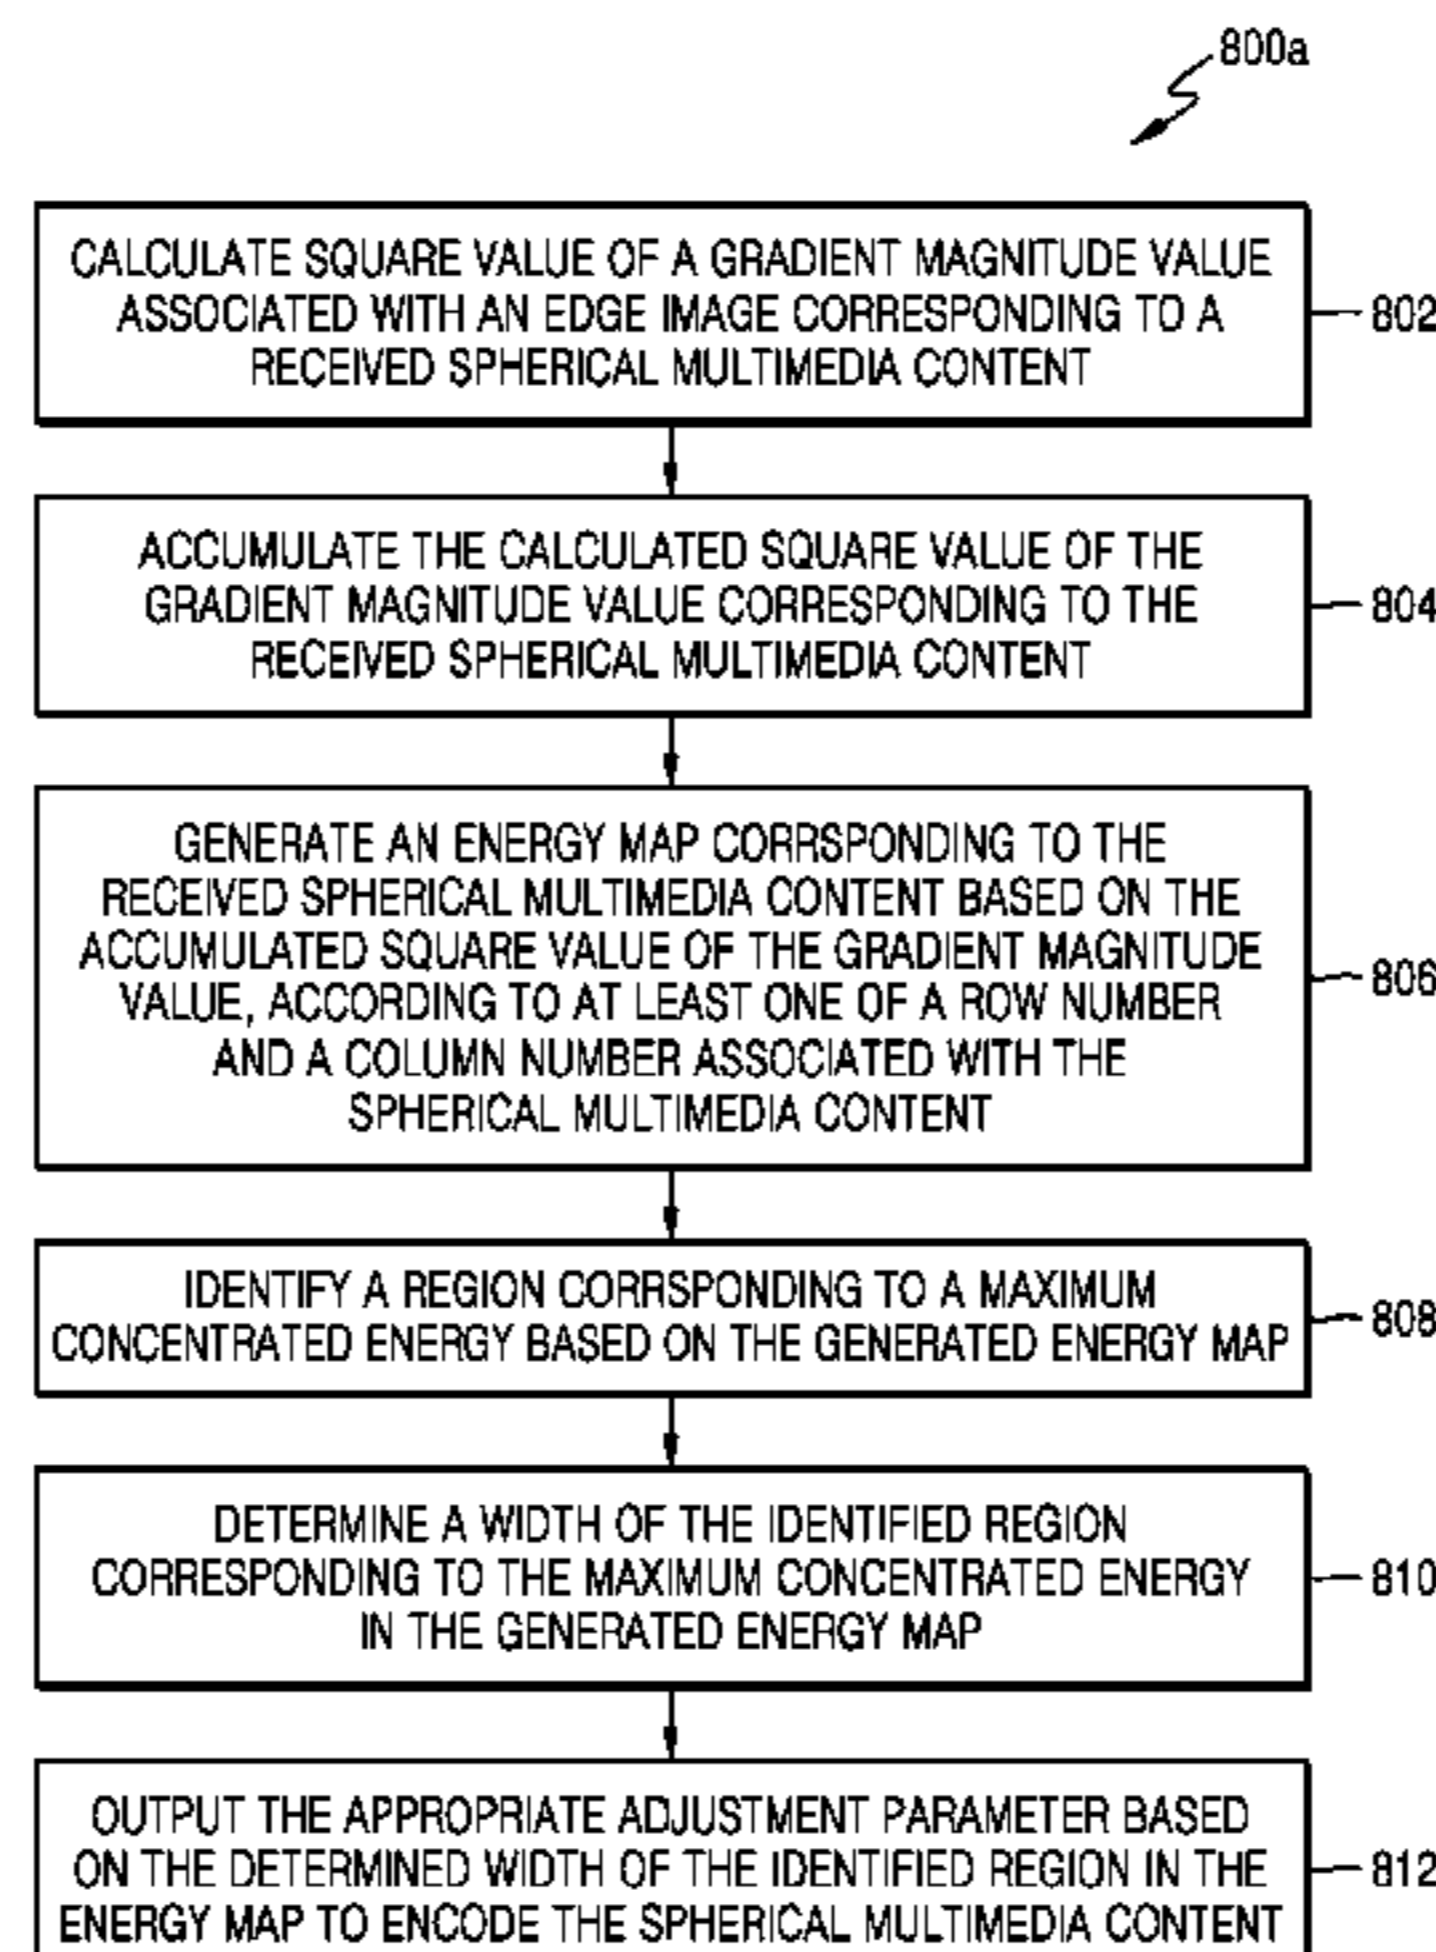 800a
CALCULATE SQUARE VALUE OF A GRADIENT MAGNITUDE VALUE
ASSOCIATED WITH AN EDGE IMAGE CORRESPONDING TO A
RECEIVED SPHERICAL MULTIMEDIA CONTENT
802
ACCUMULATE THE CALCULATED SQUARE VALUE OF THE
GRADIENT MAGNITUDE VALUE CORRESPONDING TO THE
RECEIVED SPHERICAL MULTIMEDIA CONTENT
804
GENERATE AN ENERGY MAP CORRSPONDING TO THE
RECEIVED SPHERICAL MULTIMEDIA CONTENT BASED ON THE
ACCUMULATED SQUARE VALUE OF THE GRADIENT MAGNITUDE
VALUE, ACCORDING TO AT LEAST ONE OF A ROW NUMBER
AND A COLUMN NUMBER ASSOCIATED WITH THE
SPHERICAL MULTIMEDIA CONTENT
806
IDENTIFY A REGION CORRSPONDING TO A MAXIMUM
CONCENTRATED ENERGY BASED ON THE GENERATED ENERGY MAP
808
DETERMINE A WIDTH OF THE IDENTIFIED REGION
CORRESPONDING TO THE MAXIMUM CONCENTRATED ENERGY
IN THE GENERATED ENERGY MAP
810
OUTPUT THE APPROPRIATE ADJUSTMENT PARAMETER BASED
ON THE DETERMINED WIDTH OF THE IDENTIFIED REGION IN THE
ENERGY MAP TO ENCODE THE SPHERICAL MULTIMEDIA CONTENT
812